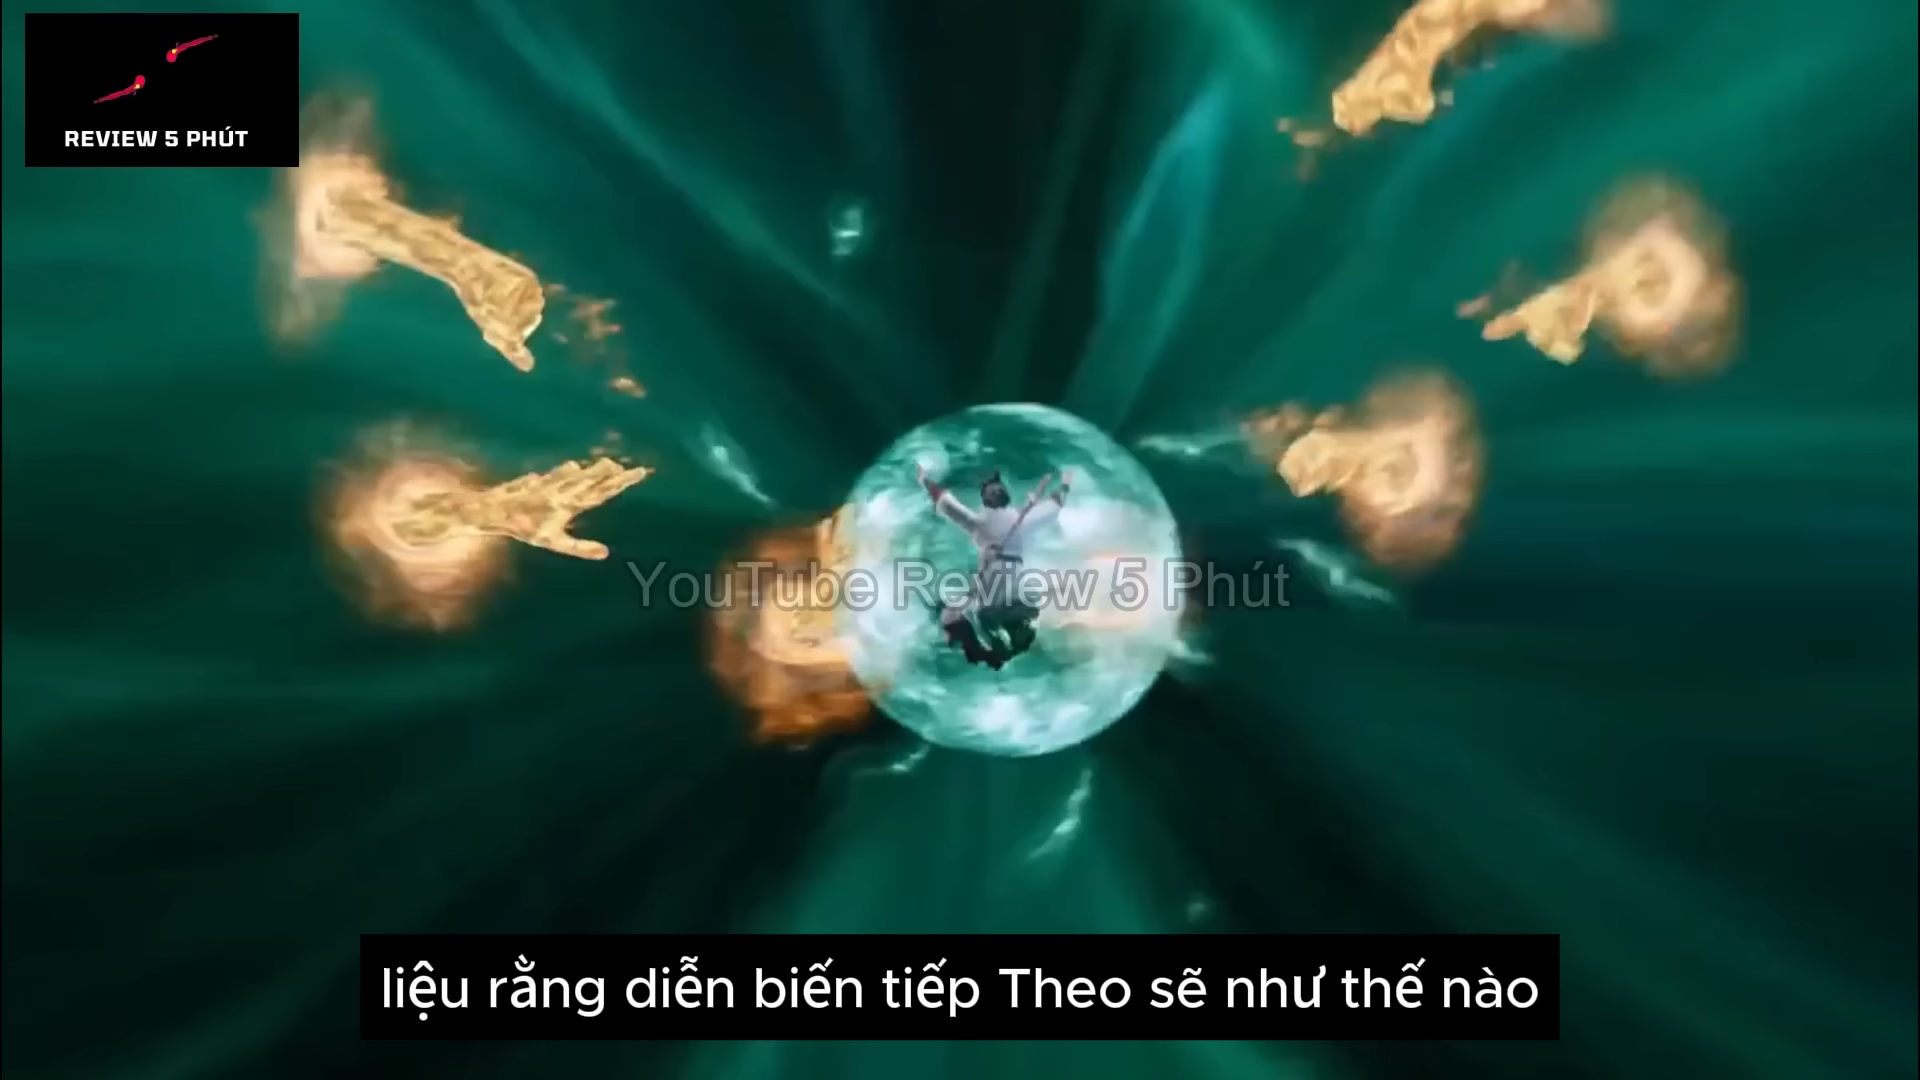 REVIEW 5 PHÚT
YouTube Review 5 Phút
liệu rằng diễn biến tiếp Theo sẽ như thế nào